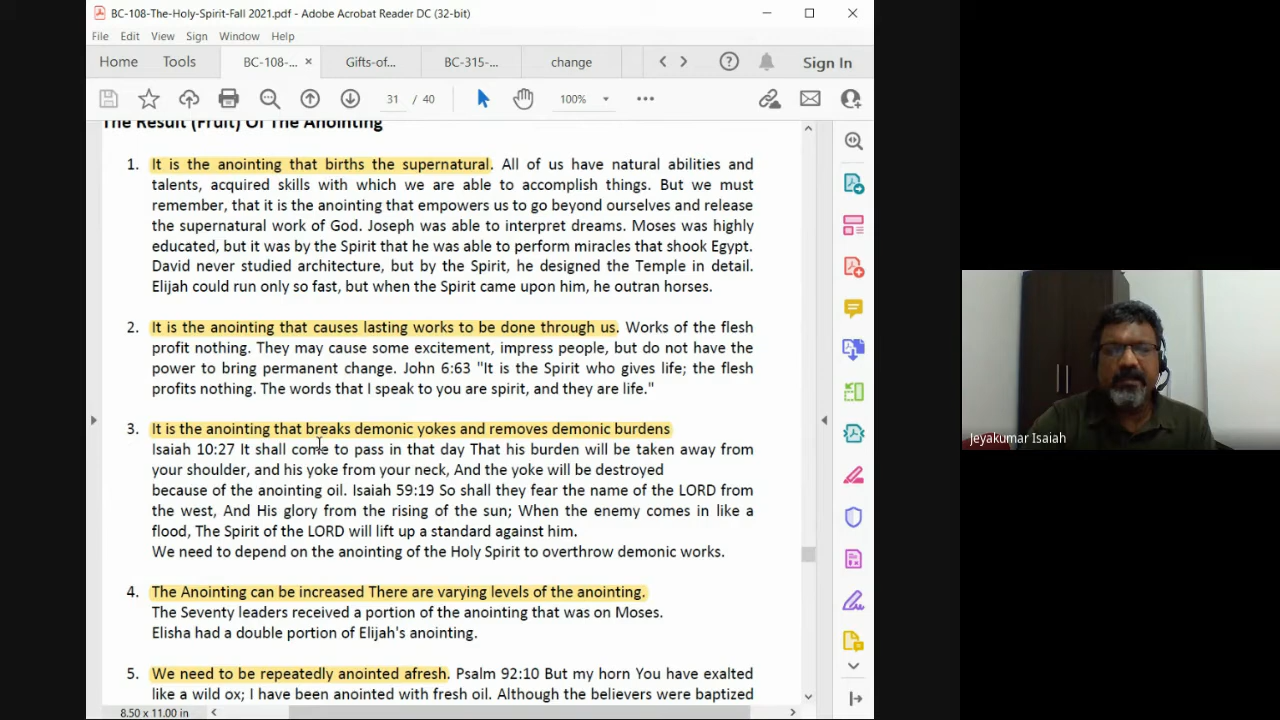 BC-108-The-Holy-Spirit-Fall 2021.pdf - Adobe Acrobat Reader DC (32-bit)
File Edit View Sign Window Help
Home Tools BC-108-... × Gifts-of... BC-315-... change Sign In
31 / 40 100%
The Result (Fruit) Of The Anointing
1. It is the anointing that births the supernatural. All of us have natural abilities and
talents, acquired skills with which we are able to accomplish things. But we must
remember, that it is the anointing that empowers us to go beyond ourselves and release
the supernatural work of God. Joseph was able to interpret dreams. Moses was highly
educated, but it was by the Spirit that he was able to perform miracles that shook Egypt.
David never studied architecture, but by the Spirit, he designed the Temple in detail.
Elijah could run only so fast, but when the Spirit came upon him, he outran horses.
2. It is the anointing that causes lasting works to be done through us. Works of the flesh
profit nothing. They may cause some excitement, impress people, but do not have the
power to bring permanent change. John 6:63 "It is the Spirit who gives life; the flesh
profits nothing. The words that I speak to you are spirit, and they are life."
3. It is the anointing that breaks demonic yokes and removes demonic burdens
Isaiah 10:27 It shall come to pass in that day That his burden will be taken away from
your shoulder, and his yoke from your neck, And the yoke will be destroyed
because of the anointing oil. Isaiah 59:19 So shall they fear the name of the LORD from
the west, And His glory from the rising of the sun; When the enemy comes in like a
flood, The Spirit of the LORD will lift up a standard against him.
We need to depend on the anointing of the Holy Spirit to overthrow demonic works.
4. The Anointing can be increased There are varying levels of the anointing.
The Seventy leaders received a portion of the anointing that was on Moses.
Elisha had a double portion of Elijah's anointing.
5. We need to be repeatedly anointed afresh. Psalm 92:10 But my horn You have exalted
like a wild ox; I have been anointed with fresh oil. Although the believers were baptized
8.50 x 11.00 in
Jeyakumar Isaiah